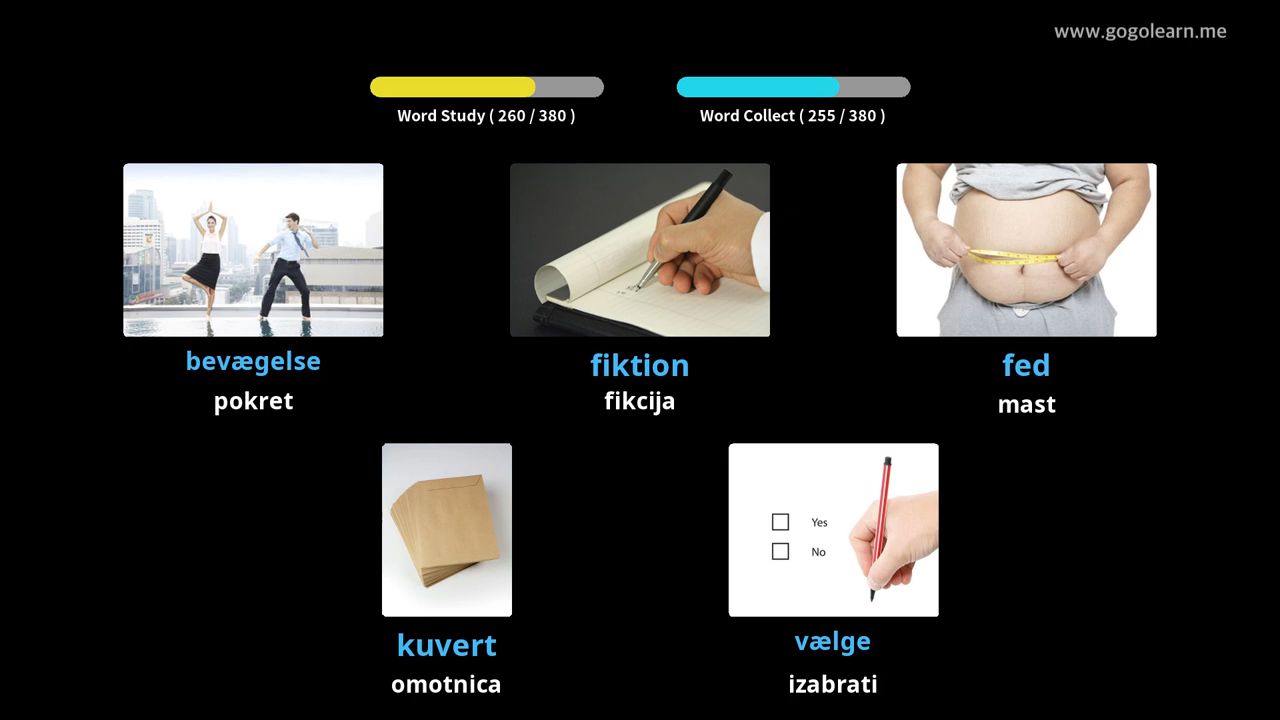 www.gogolearn.me
Word Study ( 260 / 380 )
Word Collect ( 255 / 380 )
bevægelse
pokret
fiktion
fikcija
fed
mast
Yes
No
kuvert
omotnica
vælge
izabrati